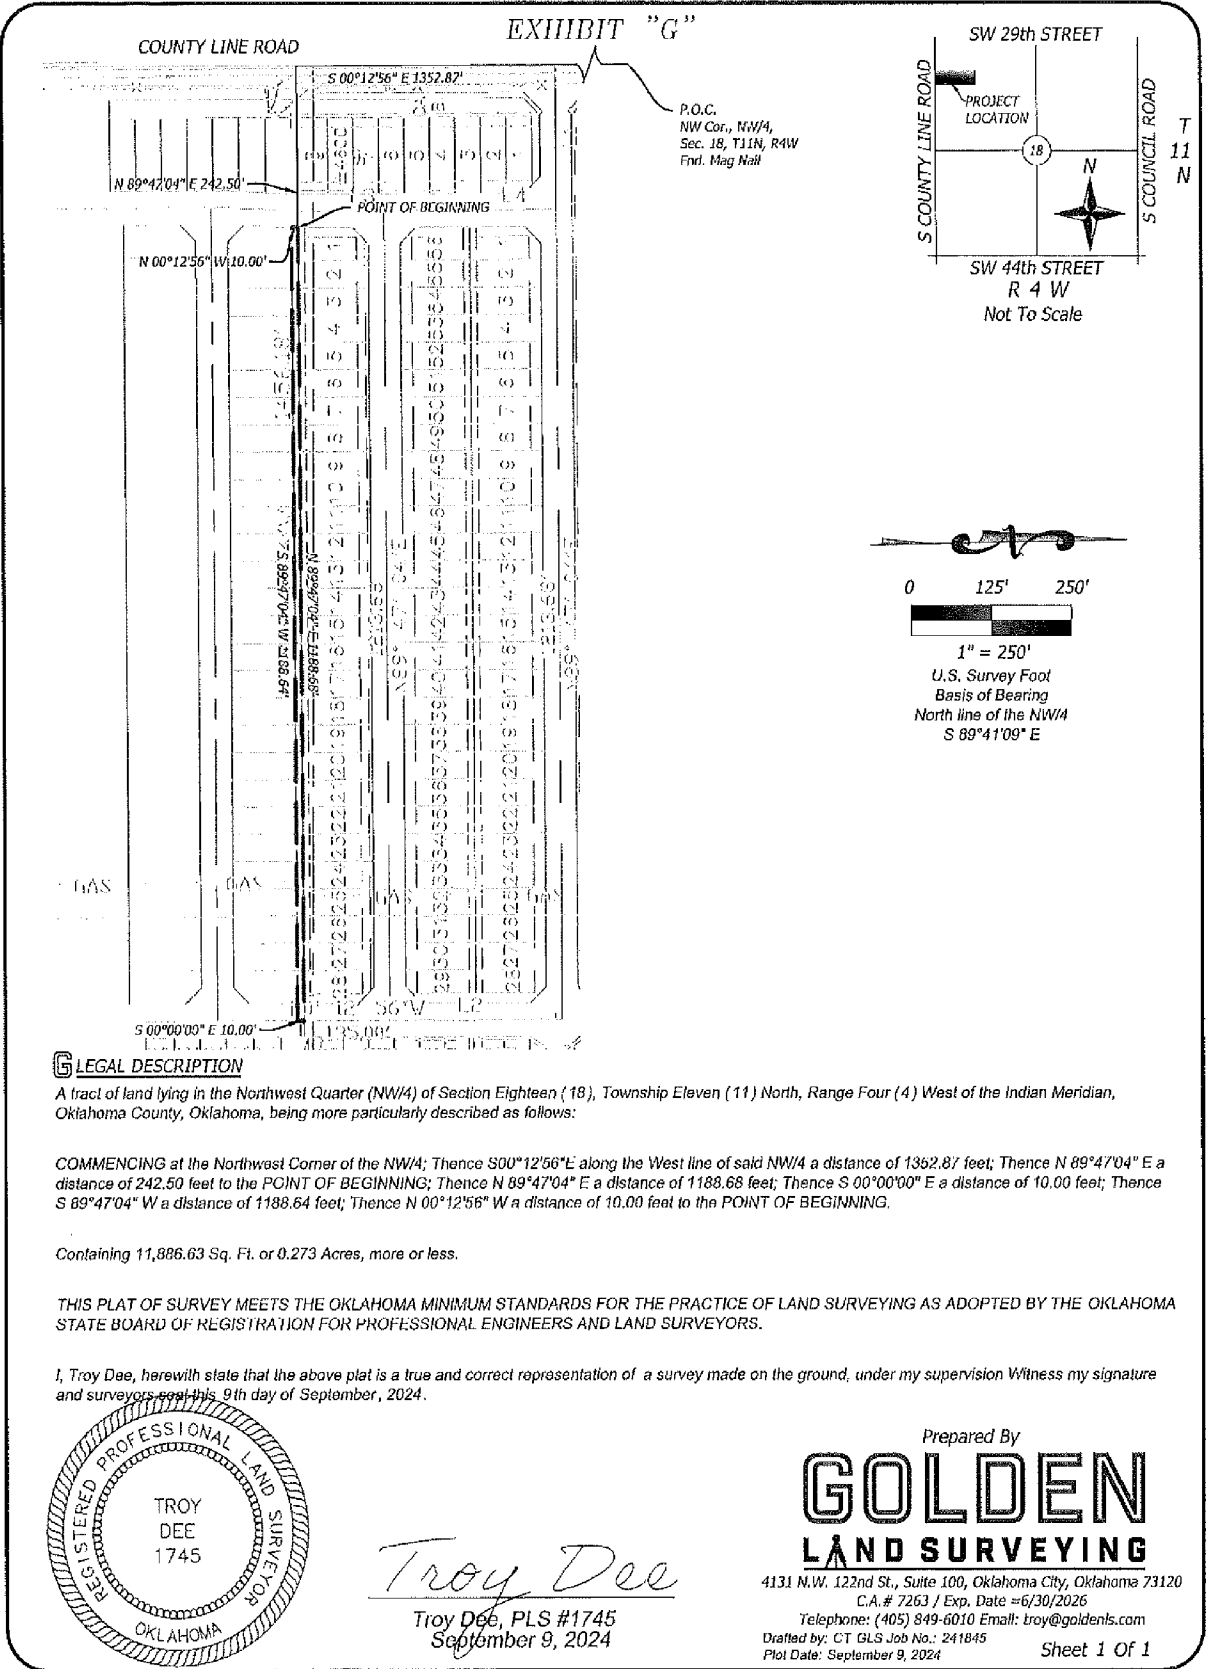 EXHIBIT "G"
COUNTY LINE ROAD
S 00°12'56" E 1352.87'
P.O.C.
NW Cor., NW/4,
Sec. 18, T11N, R4W
Fnd. Mag Nail
N 89°47'04" E 242.50'
POINT OF BEGINNING
N 00°12'56" W 10.00'
S 89°47'04" W 1188.64'
N 89°47'04" E 1188.68'
GAS
GAS
GAS
GAS
S 00°00'00" E 10.00'
135.00'
SW 29th STREET
S COUNTY LINE ROAD
PROJECT
LOCATION
18
N
S COUNCIL ROAD
T
11
N
SW 44th STREET
R 4 W
Not To Scale
0 125' 250'
1" = 250'
U.S. Survey Foot
Basis of Bearing
North line of the NW/4
S 89°41'09" E
G LEGAL DESCRIPTION
A tract of land lying in the Northwest Quarter (NW/4) of Section Eighteen (18), Township Eleven (11) North, Range Four (4) West of the Indian Meridian,
Oklahoma County, Oklahoma, being more particularly described as follows:
COMMENCING at the Northwest Corner of the NW/4; Thence S00°12'56"E along the West line of said NW/4 a distance of 1352.87 feet; Thence N 89°47'04" E a
distance of 242.50 feet to the POINT OF BEGINNING; Thence N 89°47'04" E a distance of 1188.68 feet; Thence S 00°00'00" E a distance of 10.00 feet; Thence
S 89°47'04" W a distance of 1188.64 feet; Thence N 00°12'56" W a distance of 10.00 feet to the POINT OF BEGINNING.
Containing 11,886.63 Sq. Ft. or 0.273 Acres, more or less.
THIS PLAT OF SURVEY MEETS THE OKLAHOMA MINIMUM STANDARDS FOR THE PRACTICE OF LAND SURVEYING AS ADOPTED BY THE OKLAHOMA
STATE BOARD OF REGISTRATION FOR PROFESSIONAL ENGINEERS AND LAND SURVEYORS.
I, Troy Dee, herewith state that the above plat is a true and correct representation of a survey made on the ground, under my supervision Witness my signature
and surveyors seal this 9th day of September, 2024.
REGISTERED PROFESSIONAL LAND SURVEYOR
TROY
DEE
1745
OKLAHOMA
Troy Dee
Troy Dee, PLS #1745
September 9, 2024
Prepared By
GOLDEN
LAND SURVEYING
4131 N.W. 122nd St., Suite 100, Oklahoma City, Oklahoma 73120
C.A.# 7263 / Exp. Date =6/30/2026
Telephone: (405) 849-6010 Email: troy@goldenls.com
Drafted by: CT GLS Job No.: 241845
Plot Date: September 9, 2024
Sheet 1 Of 1